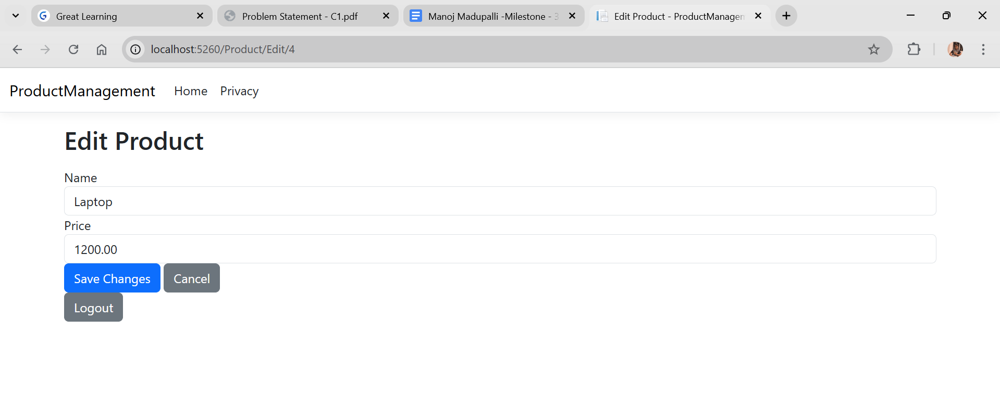 Great Learning
Problem Statement - C1.pdf
Manoj Madupalli -Milestone - 3
Edit Product - ProductManagem
localhost:5260/Product/Edit/4
ProductManagement Home Privacy
Edit Product
Name
Laptop
Price
1200.00
Save Changes Cancel
Logout